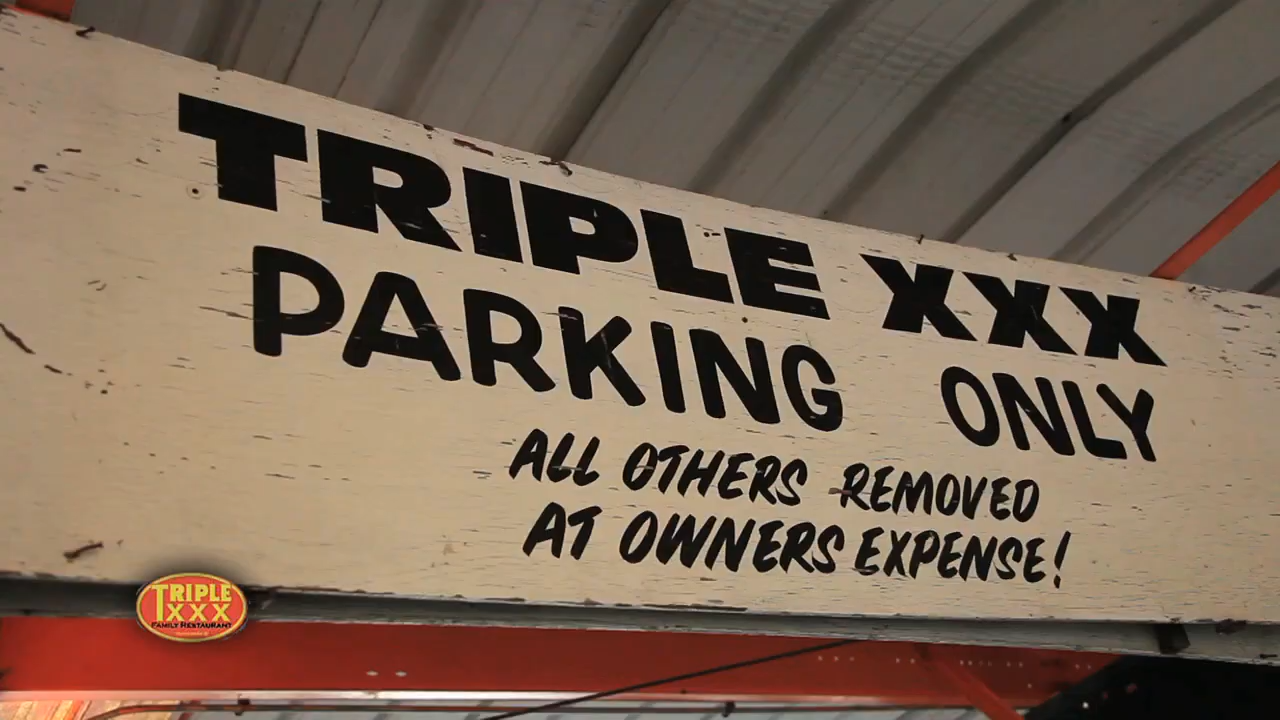 TRIPLE XXX
PARKING ONLY
ALL OTHERS REMOVED
AT OWNERS EXPENSE!
TRIPLE
XXX
FAMILY RESTAURANT